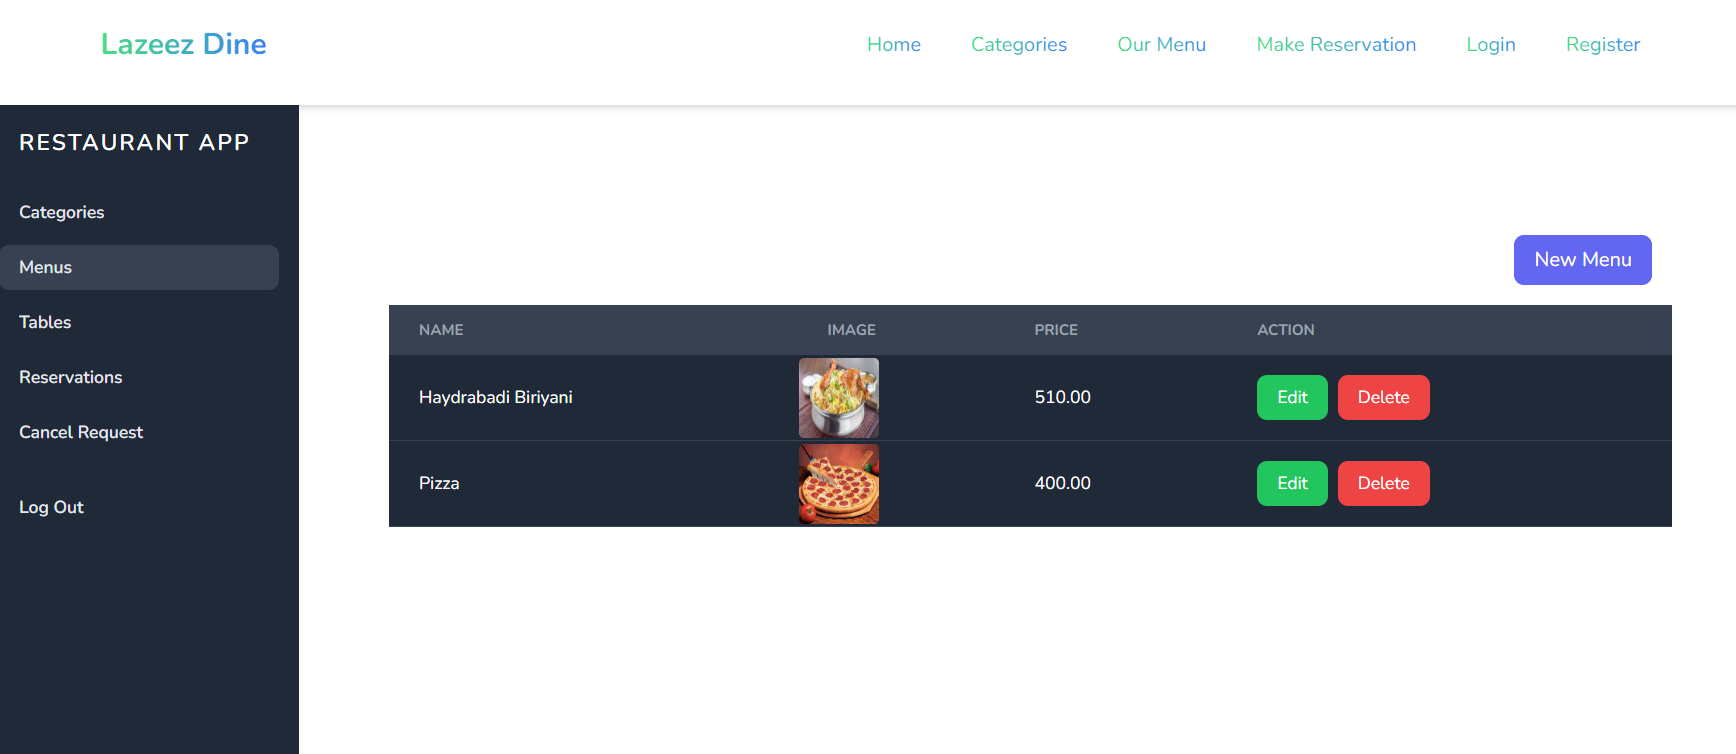 Lazeez Dine
Home Categories Our Menu Make Reservation Login Register
RESTAURANT APP
Categories
Menus
Tables
Reservations
Cancel Request
Log Out
New Menu
NAME IMAGE PRICE ACTION
Haydrabadi Biriyani 510.00 Edit Delete
Pizza 400.00 Edit Delete